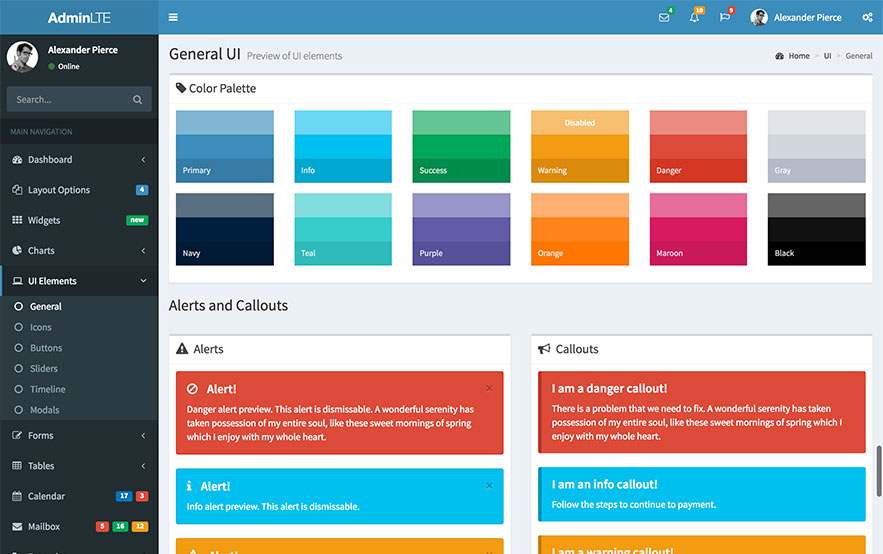 AdminLTE
4
10
9
Alexander Pierce
Alexander Pierce
Online
Search...
MAIN NAVIGATION
Dashboard
Layout Options 4
Widgets new
Charts
UI Elements
General
Icons
Buttons
Sliders
Timeline
Modals
Forms
Tables
Calendar 17 3
Mailbox 5 16 12
General UI Preview of UI elements
Home > UI > General
Color Palette
Disabled
Primary Info Success Warning Danger Gray
Navy Teal Purple Orange Maroon Black
Alerts and Callouts
Alerts
Alert! ×
Danger alert preview. This alert is dismissable. A wonderful serenity has
taken possession of my entire soul, like these sweet mornings of spring
which I enjoy with my whole heart.
Alert! ×
Info alert preview. This alert is dismissable.
Alert!
Callouts
I am a danger callout!
There is a problem that we need to fix. A wonderful serenity has taken
possession of my entire soul, like these sweet mornings of spring which I
enjoy with my whole heart.
I am an info callout!
Follow the steps to continue to payment.
I am a warning callout!